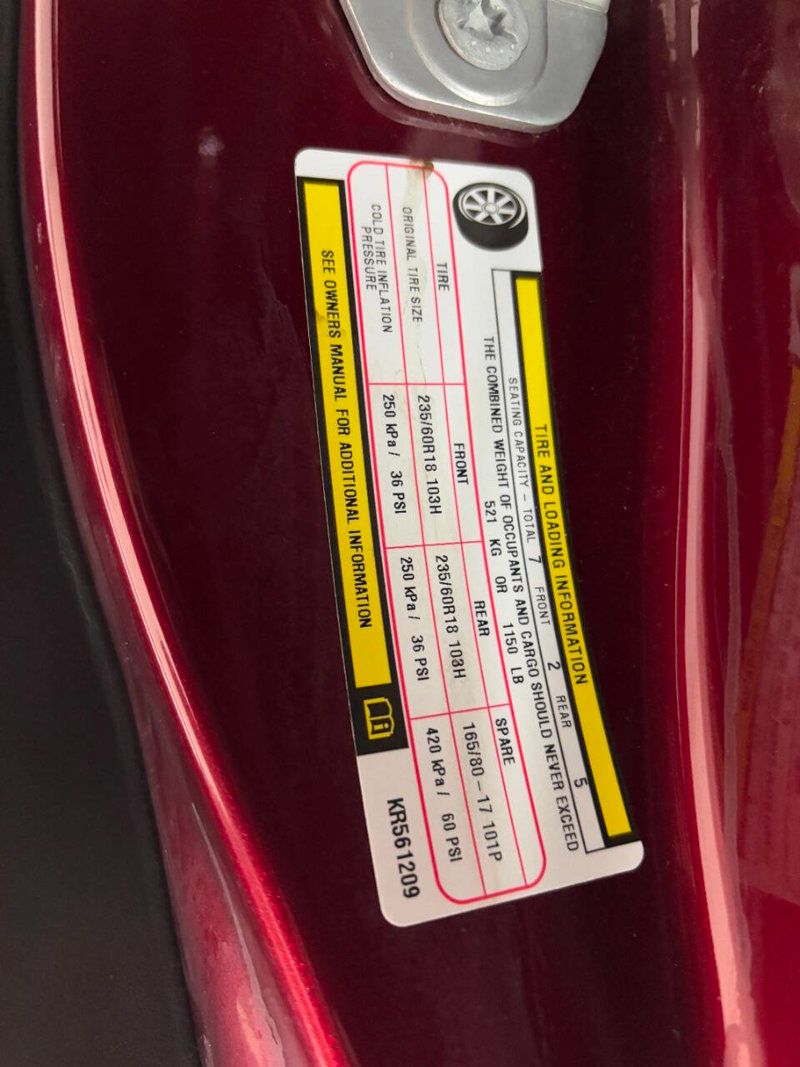 TIRE AND LOADING INFORMATION
SEATING CAPACITY – TOTAL 7 FRONT 2 REAR 5
THE COMBINED WEIGHT OF OCCUPANTS AND CARGO SHOULD NEVER EXCEED
521 KG OR 1150 LB
TIRE FRONT REAR SPARE
ORIGINAL TIRE SIZE 235/60R18 103H 235/60R18 103H 165/80 – 17 101P
COLD TIRE INFLATION PRESSURE 250 kPa / 36 PSI 250 kPa / 36 PSI 420 kPa / 60 PSI
SEE OWNERS MANUAL FOR ADDITIONAL INFORMATION
KR561209